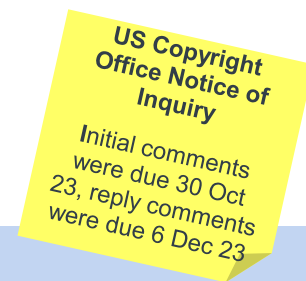 US Copyright
Office Notice of
Inquiry
Initial comments
were due 30 Oct
23, reply comments
were due 6 Dec 23